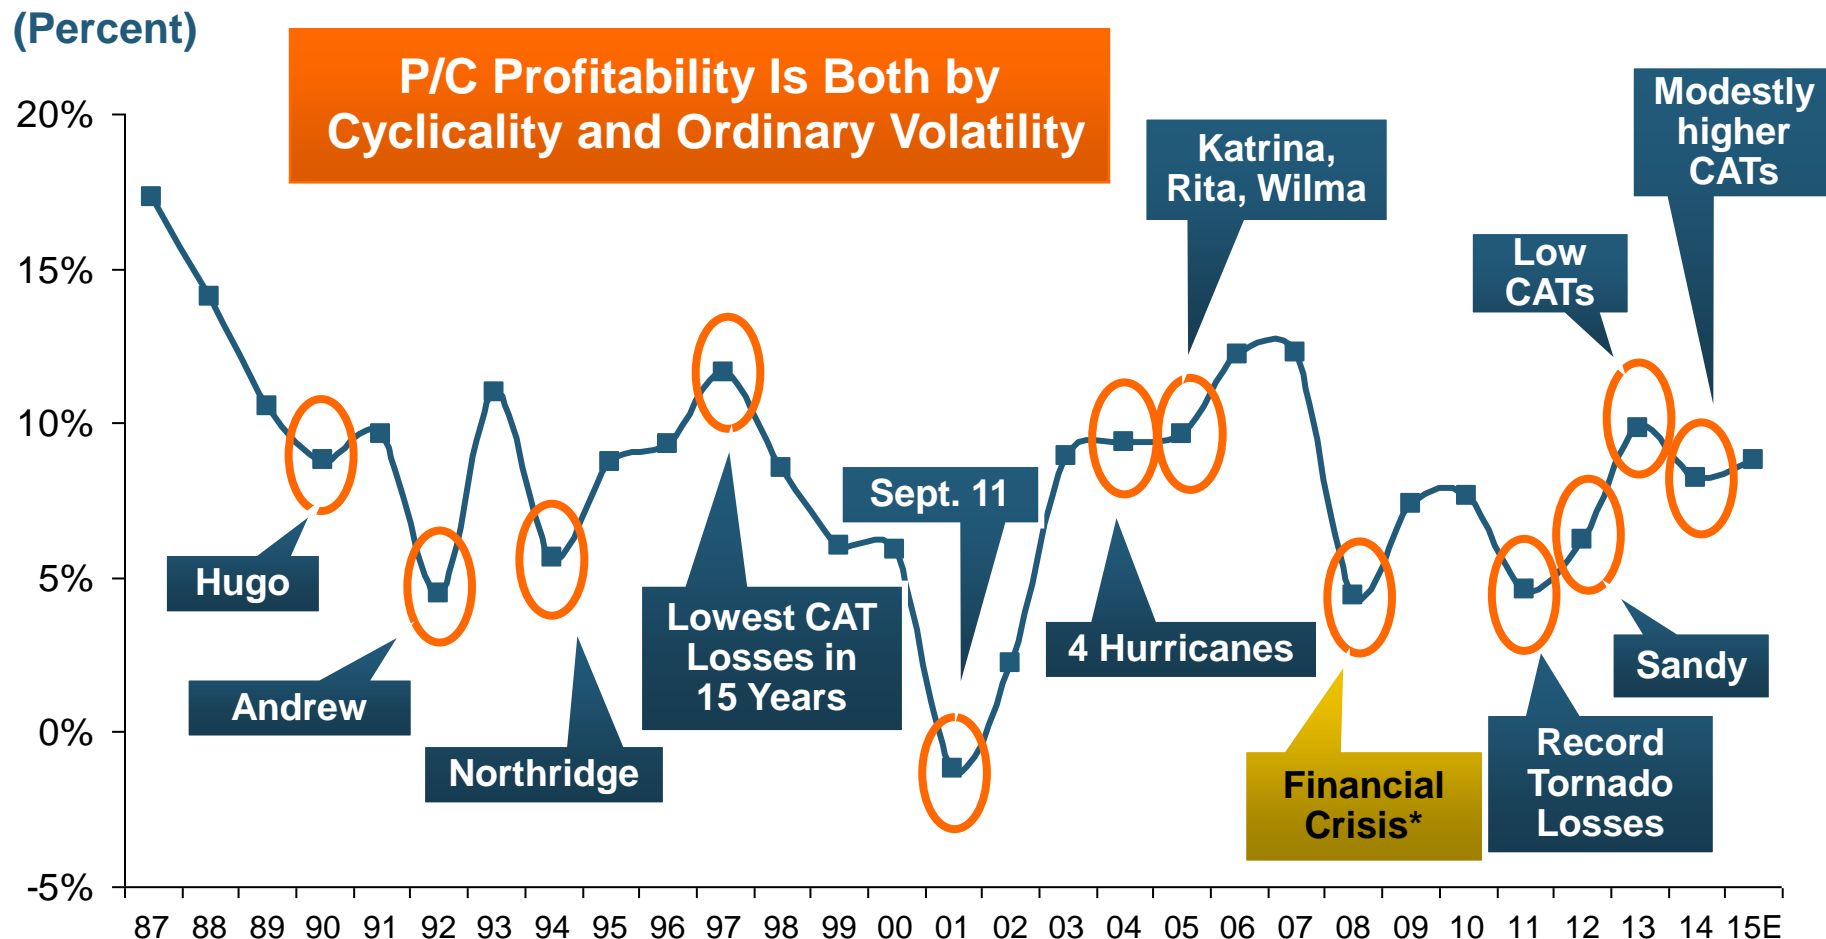 (Percent)
P/C Profitability Is Both by
Cyclicality and Ordinary Volatility
20%
15%
10%
5%
0%
-5%
Hugo
Andrew
Northridge
Lowest CAT
Losses in
15 Years
Sept. 11
4 Hurricanes
Katrina,
Rita, Wilma
Financial
Crisis*
Record
Tornado
Losses
Sandy
Low
CATs
Modestly
higher
CATs
87 88 89 90 91 92 93 94 95 96 97 98 99 00 01 02 03 04 05 06 07 08 09 10 11 12 13 14 15E